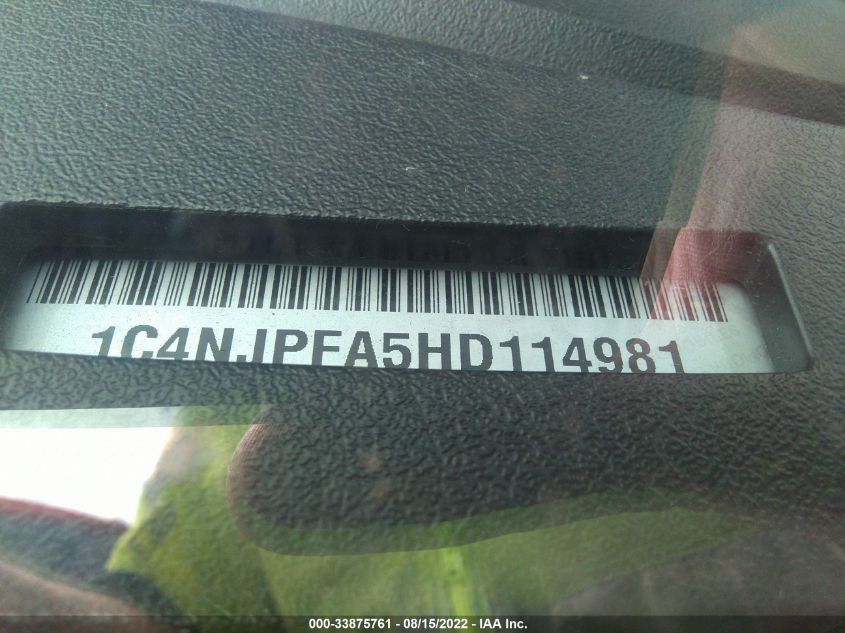 1C4NJPFA5HD114981
000-33875761 - 08/15/2022 - IAA Inc.